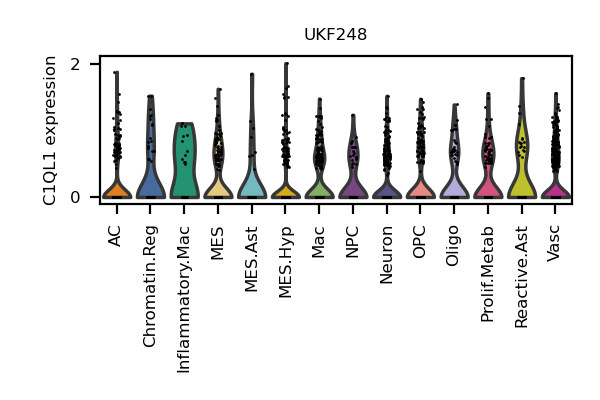 UKF248
C1QL1 expression
2
0
AC
Chromatin.Reg
Inflammatory.Mac
MES
MES.Ast
MES.Hyp
Mac
NPC
Neuron
OPC
Oligo
Prolif.Metab
Reactive.Ast
Vasc